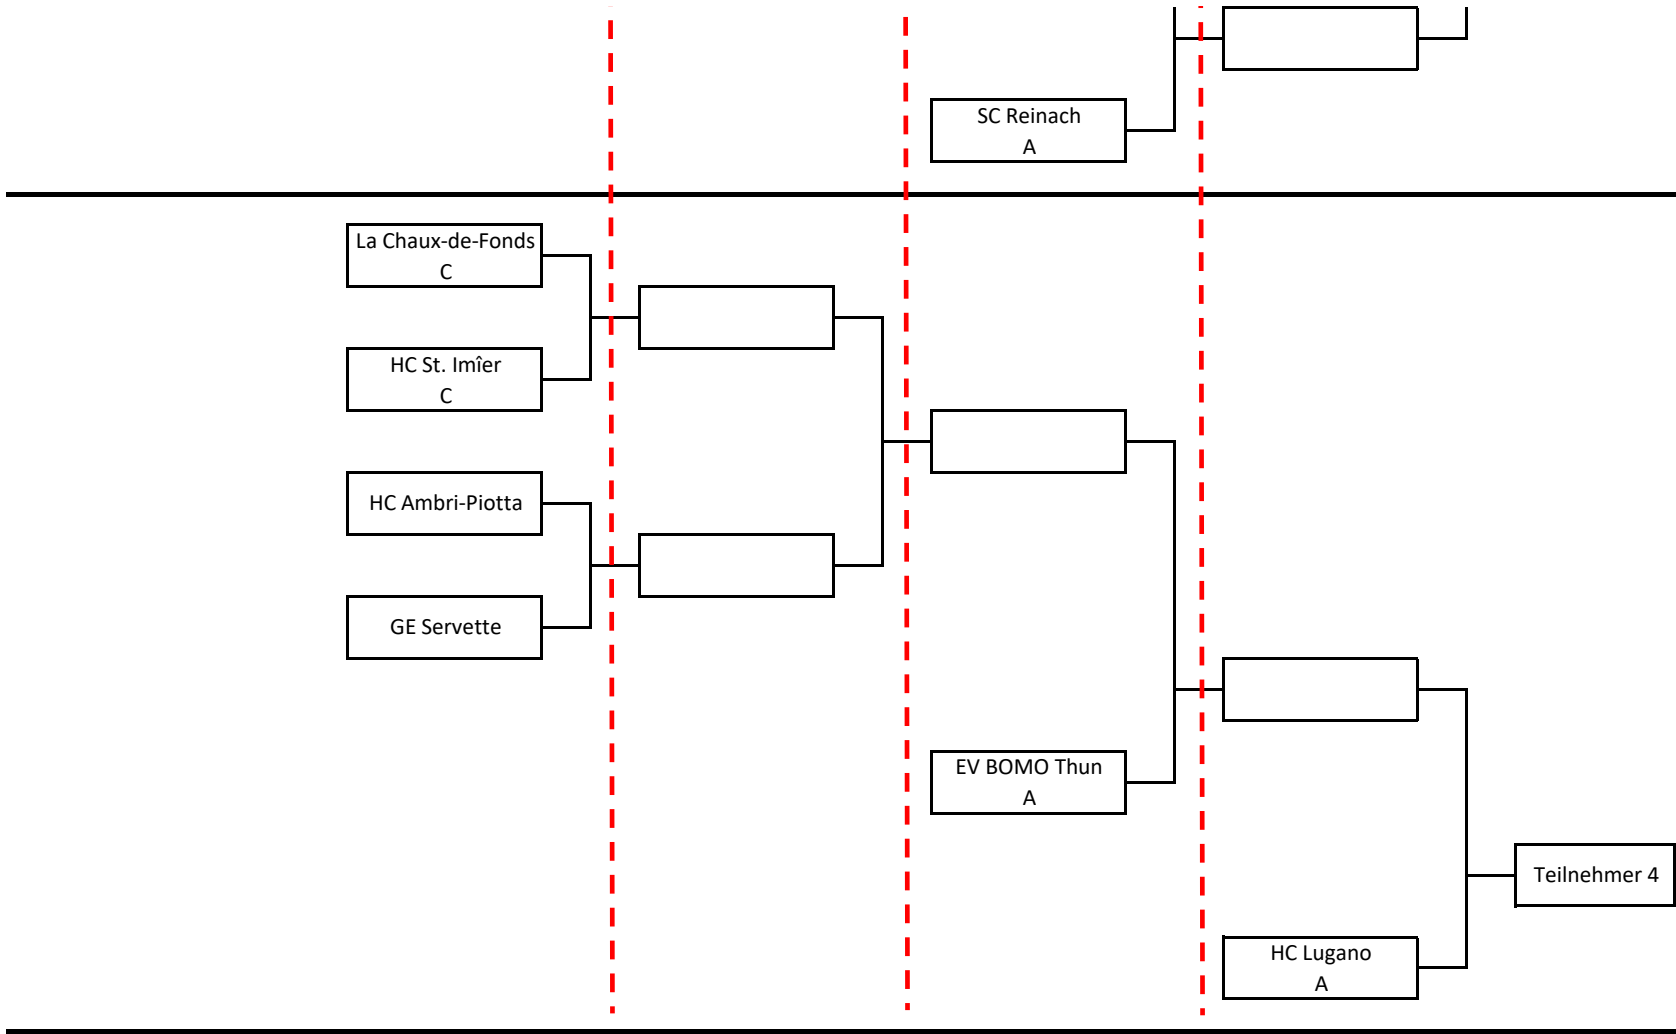 SC Reinach
A
La Chaux-de-Fonds
C
HC St. Imîer
C
HC Ambri-Piotta
GE Servette
EV BOMO Thun
A
Teilnehmer 4
HC Lugano
A